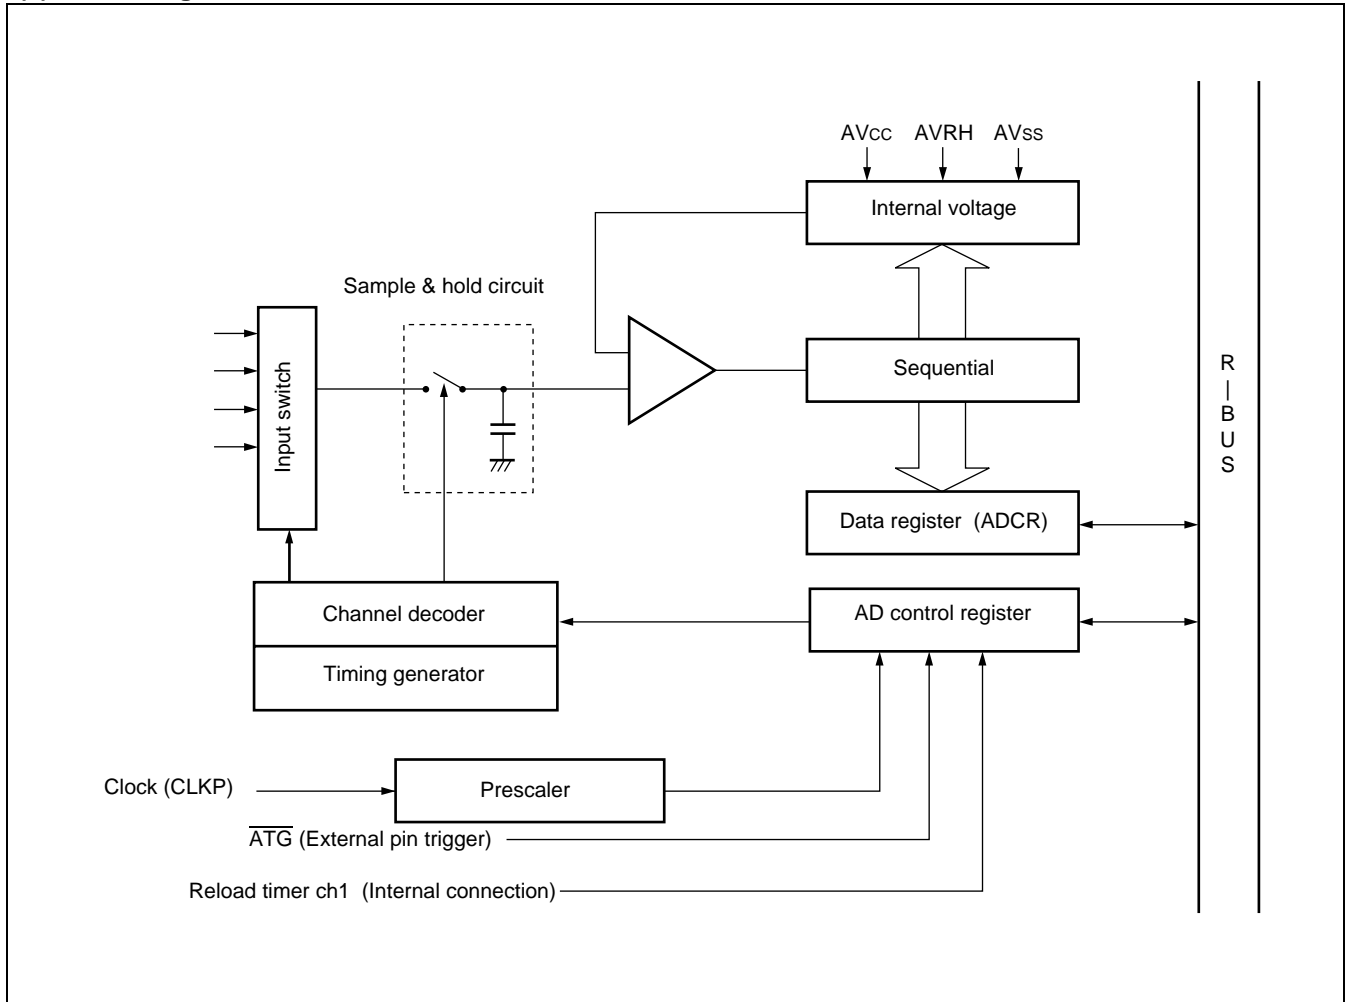 AVcc AVRH AVss
Internal voltage
Sample & hold circuit
Input switch
Sequential
R
|
B
U
S
Data register (ADCR)
Channel decoder
AD control register
Timing generator
Clock (CLKP)
Prescaler
ATG (External pin trigger)
Reload timer ch1 (Internal connection)